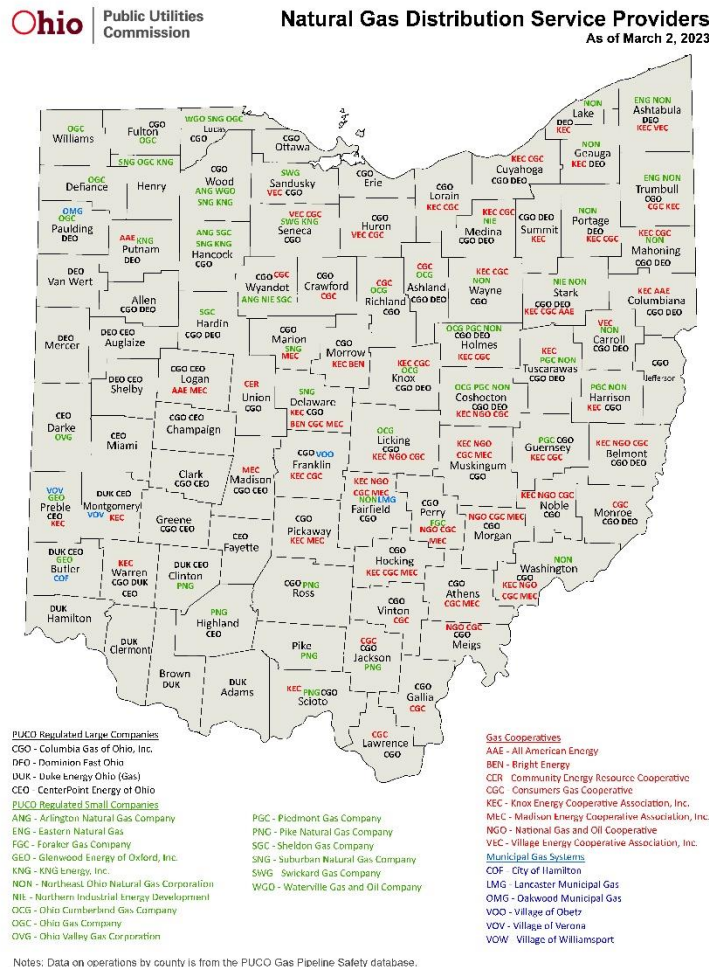 Ohio
Public Utilities
Commission
Natural Gas Distribution Service Providers
As of March 2, 2023
OGC
Williams
CGO
Fulton
OGC
SNG OGC KNG
WGO SNG OGC
Lucas
CGO
CGO
Ottawa
NON
Lake
DEO
KEC
ENG NON
Ashtabula
DEO
KEC VEC
OGC
Defiance
Henry
CGO
Wood
ANG WGO
SNG KNG
SWG
Sandusky
VEC CGO
CGO
Erie
CGO
Lorain
KEC CGC
KEC CGC
Cuyahoga
CGO DEO
NON
Geauga
KEC DEO
ENG NON
Trumbull
CGO
CGC KEC
OMG
OGC
Paulding
DEO
AAE KNG
Putnam
DEO
ANG SGC
SNG KNG
Hancock
CGO
VEC CGC
SWG KNG
Seneca
CGO
CGO
Huron
VEC CGC
KEC CGC
NIE
Medina
CGO DEO
CGO DEO
Summit
KEC
NON
Portage
DEO
KEC CGC
KEC CGC
NON
Mahoning
CGO DEO
DEO
Van Wert
Allen
CGO DEO
SGC
Hardin
CGO DEO
CGO CGC
Wyandot
ANG NIE SGC
CGO
Crawford
CGC
CGC
OCG
Richland
CGO
CGC
OCG
Ashland
CGO DEO
KEC CGC
NON
Wayne
CGO
NIE NON
Stark
CGO DEO
KEC CGC AAE
KEC AAE
Columbiana
CGO DEO
DEO
Mercer
DEO CEO
Auglaize
CGO
Marion
SNG
MEC
CGO
Morrow
KEC BEN
OCG PGC NON
CGO DEO
Holmes
KEC CGC
VEC
NON
Carroll
CGO DEO
DEO CEO
Shelby
CGO CEO
Logan
AAE MEC
CER
Union
CGO
SNG
Delaware
KEC CGO
BEN CGC MEC
KEC CGC
OCG
Knox
CGO DEO
OCG PGC NON
Coshocton
CGO DEO
KEC NGO CGC
KEC
PGC NON
Tuscarawas
CGO DEO
PGC NON
Harrison
KEC CGO
CGO
Jefferson
CEO
Darke
OVG
CEO
Miami
CGO CEO
Champaign
OCG
Licking
CGO
KEC NGO CGC
KEC NGO
CGC MEC
Muskingum
CGO
PGC CGO
Guernsey
KEC CGC
KEC NGO CGC
Belmont
CGO DEO
Clark
CGO CEO
MEC
Madison
CGO CEO
CGO VOO
Franklin
KEC CGC
VOV
GEO
Preble
CEO
KEC
DUK CEO
Montgomery
VOV KEC
Greene
CGO CEO
CEO
Fayette
CGO
Pickaway
KEC MEC
KEC NGO
CGC MEC
NON LMG
Fairfield
CGO
CGO
Perry
FGC
NGO CGC
MEC
NGO CGC MEC
Morgan
KEC NGO CGC
Noble
CGO
CGC
Monroe
CGO DEO
DUK CEO
GEO
Butler
COF
KEC
Warren
CGO DUK
CEO
DUK CEO
Clinton
PNG
CGO PNG
Ross
CGO
Hocking
KEC CGC MEC
CGO
Athens
CGC MEC
NON
Washington
CGO
KEC NGO
CGC MEC
DUK
Hamilton
DUK
Clermont
PNG
Highland
CEO
Pike
PNG
CGO
Vinton
CGC
CGC
CGO
Jackson
PNG
NGO CGC
CGO
Meigs
Brown
DUK
DUK
Adams
KEC PNG CGO
Scioto
CGO
Gallia
CGC
CGC
Lawrence
CGO
PUCO Regulated Large Companies
CGO - Columbia Gas of Ohio, Inc.
DEO - Dominion East Ohio
DUK - Duke Energy Ohio (Gas)
CEO - CenterPoint Energy of Ohio
PUCO Regulated Small Companies
ANG - Arlington Natural Gas Company
ENG - Eastern Natural Gas
FGC - Foraker Gas Company
GEO - Glenwood Energy of Oxford, Inc.
KNG - KNG Energy, Inc.
NON - Northeast Ohio Natural Gas Corporation
NIE - Northern Industrial Energy Development
OCG - Ohio Cumberland Gas Company
OGC - Ohio Gas Company
OVG - Ohio Valley Gas Corporation
PGC - Piedmont Gas Company
PNG - Pike Natural Gas Company
SGC - Sheldon Gas Company
SNG - Suburban Natural Gas Company
SWG - Swickard Gas Company
WGO - Waterville Gas and Oil Company
Gas Cooperatives
AAE - All American Energy
BEN - Bright Energy
CER - Community Energy Resource Cooperative
CGC - Consumers Gas Cooperative
KEC - Knox Energy Cooperative Association, Inc.
MEC - Madison Energy Cooperative Association, Inc.
NGO - National Gas and Oil Cooperative
VEC - Village Energy Cooperative Association, Inc.
Municipal Gas Systems
COF - City of Hamilton
LMG - Lancaster Municipal Gas
OMG - Oakwood Municipal Gas
VOO - Village of Obetz
VOV - Village of Verona
VOW - Village of Williamsport
Notes: Data on operations by county is from the PUCO Gas Pipeline Safety database.